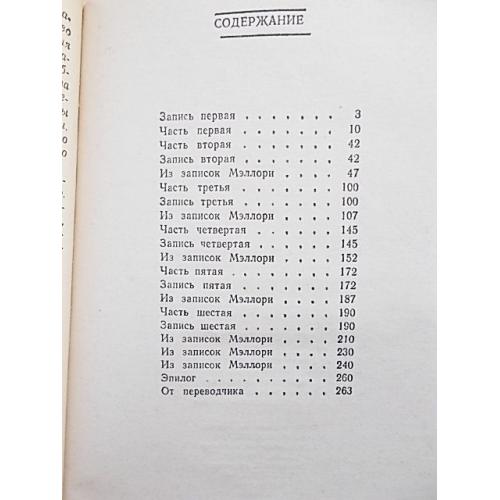 СОДЕРЖАНИЕ
Запись первая . . . . . . . 3
Часть первая . . . . . . . 10
Часть вторая . . . . . . . 42
Запись вторая . . . . . . . 42
Из записок Мэллори . . . . 47
Часть третья . . . . . . . 100
Запись третья . . . . . . . 100
Из записок Мэллори . . . . 107
Часть четвертая . . . . . . 145
Запись четвертая . . . . . 145
Из записок Мэллори . . . . 152
Часть пятая . . . . . . . . 172
Запись пятая . . . . . . . 172
Из записок Мэллори . . . . 187
Часть шестая . . . . . . . 190
Запись шестая . . . . . . . 190
Из записок Мэллори . . . . 210
Из записок Мэллори . . . . 230
Из записок Мэллори . . . . 240
Эпилог . . . . . . . . . 260
От переводчика . . . . . . 263